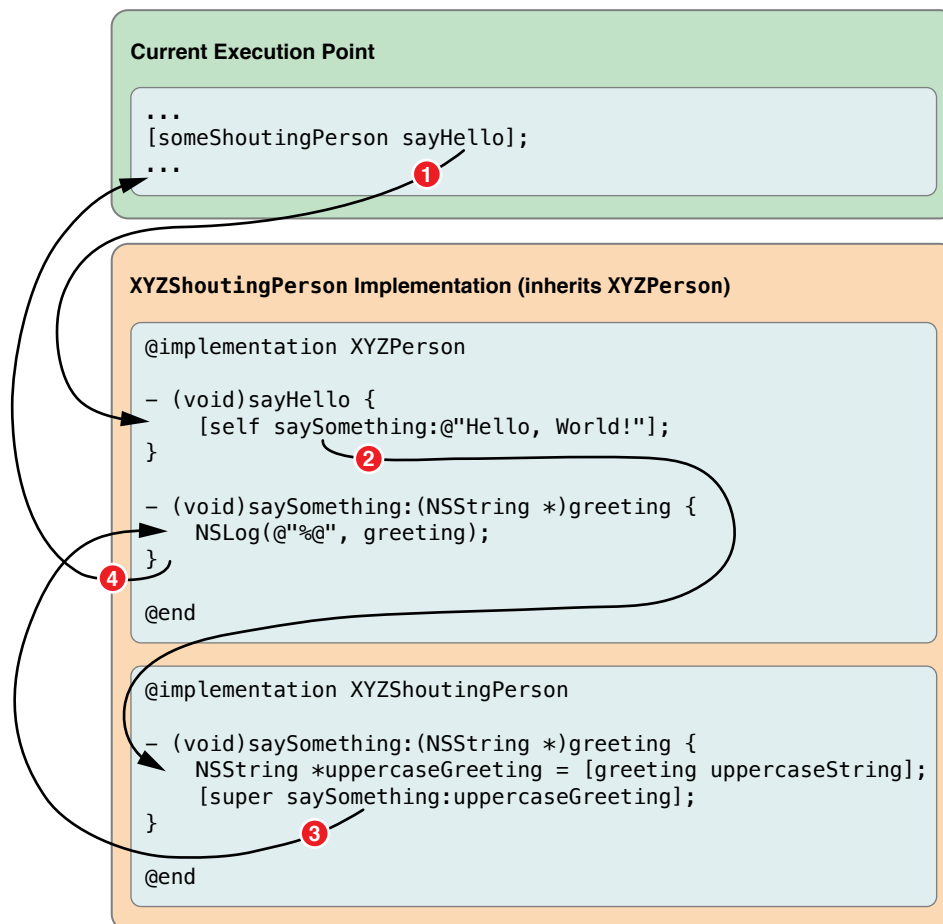 Current Execution Point
...
[someShoutingPerson sayHello];
...
1
XYZShoutingPerson Implementation (inherits XYZPerson)
@implementation XYZPerson
- (void)sayHello {
[self saySomething:@"Hello, World!"];
}
2
- (void)saySomething:(NSString *)greeting {
NSLog(@"%@", greeting);
}
4
@end
@implementation XYZShoutingPerson
- (void)saySomething:(NSString *)greeting {
NSString *uppercaseGreeting = [greeting uppercaseString];
[super saySomething:uppercaseGreeting];
}
3
@end